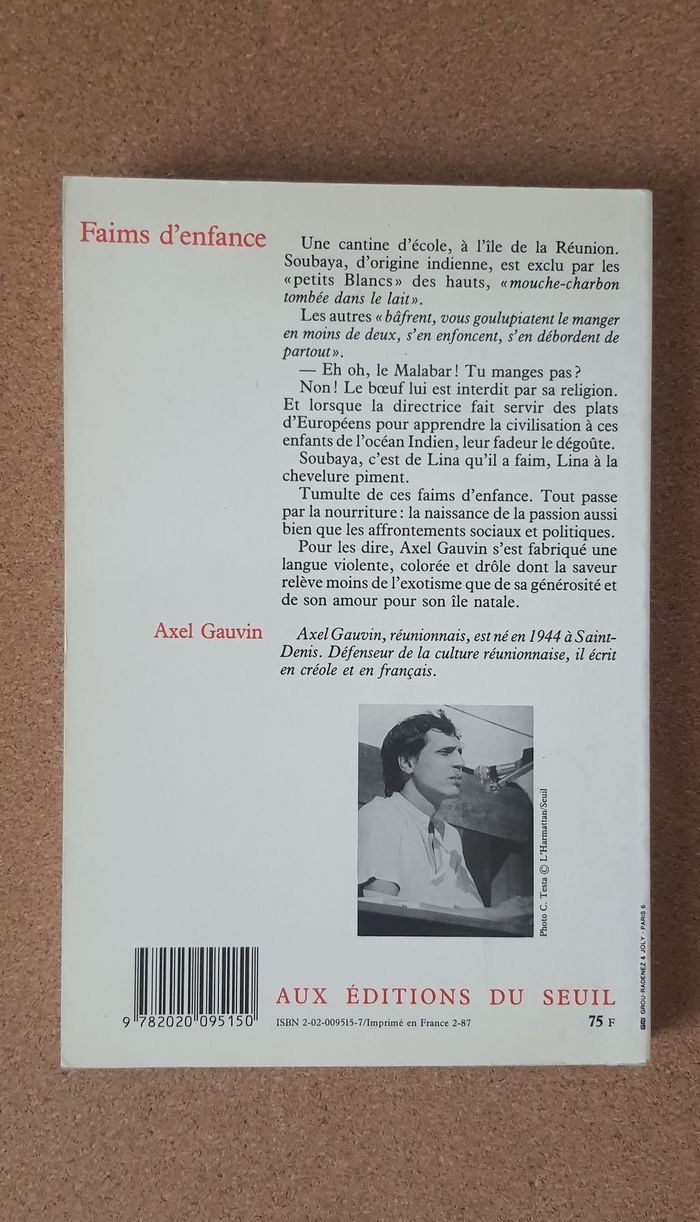 Faims d'enfance
Une cantine d'école, à l'île de la Réunion.
Soubaya, d'origine indienne, est exclu par les
«petits Blancs» des hauts, «mouche-charbon
tombée dans le lait».
Les autres «bâfrent, vous goulupiatent le manger
en moins de deux, s'en enfoncent, s'en débordent de
partout».
— Eh oh, le Malabar! Tu manges pas?
Non! Le bœuf lui est interdit par sa religion.
Et lorsque la directrice fait servir des plats
d'Européens pour apprendre la civilisation à ces
enfants de l'océan Indien, leur fadeur le dégoûte.
Soubaya, c'est de Lina qu'il a faim, Lina à la
chevelure piment.
Tumulte de ces faims d'enfance. Tout passe
par la nourriture: la naissance de la passion aussi
bien que les affrontements sociaux et politiques.
Pour les dire, Axel Gauvin s'est fabriqué une
langue violente, colorée et drôle dont la saveur
relève moins de l'exotisme que de sa générosité et
de son amour pour son île natale.
Axel Gauvin
Axel Gauvin, réunionnais, est né en 1944 à Saint-
Denis. Défenseur de la culture réunionnaise, il écrit
en créole et en français.
Photo C. Testa © L'Harmattan/Seuil
9 782020 095150
AUX ÉDITIONS DU SEUIL
ISBN 2-02-009515-7/Imprimé en France 2-87
75 F
GROU-RADENEZ & JOLY - PARIS 6